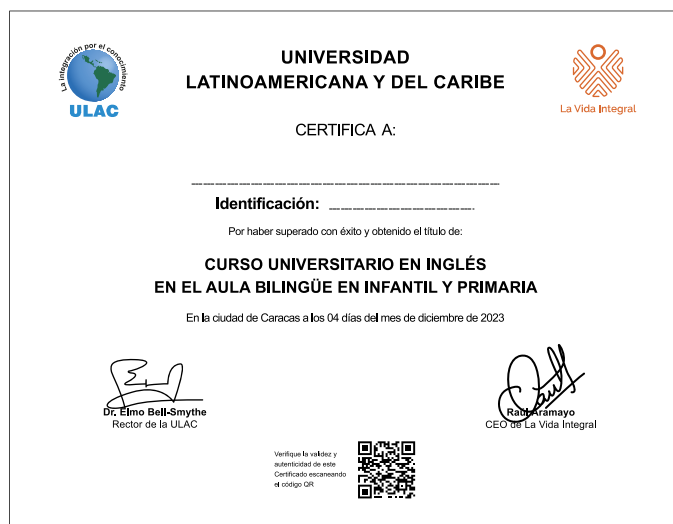 La integración por el conocimiento
ULAC
UNIVERSIDAD
LATINOAMERICANA Y DEL CARIBE
La Vida Integral
CERTIFICA A:
Identificación:
Por haber superado con éxito y obtenido el título de:
CURSO UNIVERSITARIO EN INGLÉS
EN EL AULA BILINGÜE EN INFANTIL Y PRIMARIA
En la ciudad de Caracas a los 04 días del mes de diciembre de 2023
Dr. Elmo Bell-Smythe
Rector de la ULAC
Raúl Aramayo
CEO de La Vida Integral
Verifique la validez y
autenticidad de este
Certificado escaneando
el código QR